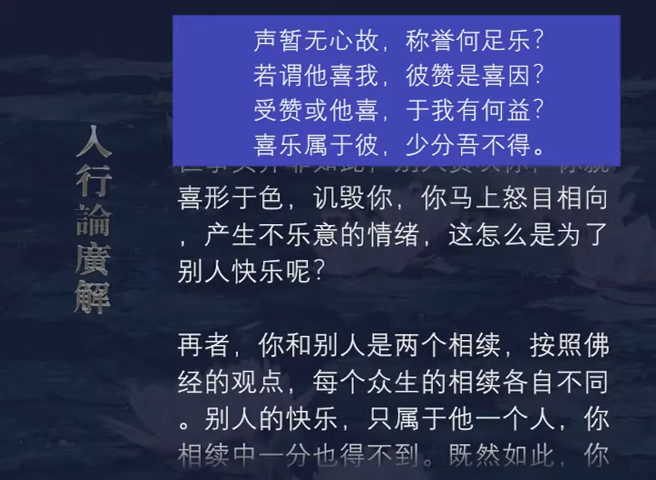 声暂无心故，称誉何足乐？
若谓他喜我，彼赞是喜因？
受赞或他喜，于我有何益？
喜乐属于彼，少分吾不得。
喜形于色，讥毁你，你马上怒目相向
，产生不乐意的情绪，这怎么是为了
别人快乐呢？
再者，你和别人是两个相续，按照佛
经的观点，每个众生的相续各自不同
。别人的快乐，只属于他一个人，你
相续中一分也得不到。既然如此，你
入行論廣解